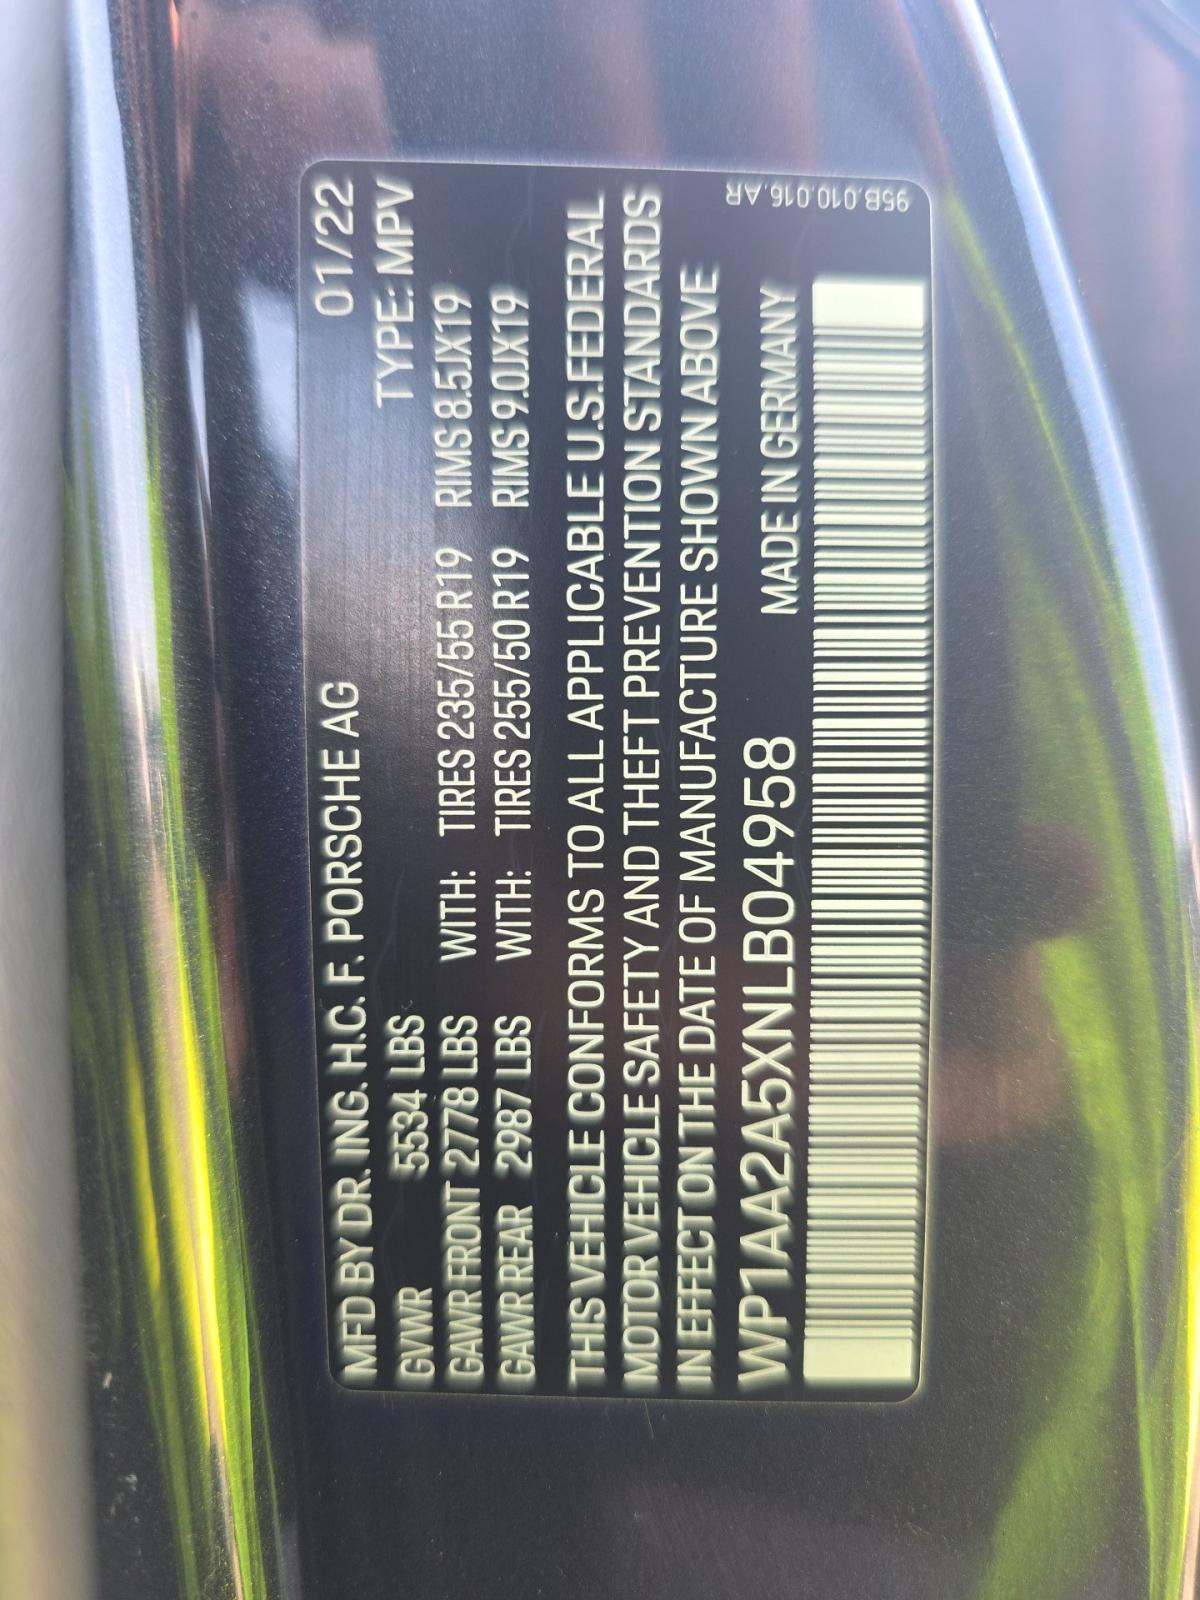 MFD BY DR. ING. H.C. F. PORSCHE AG 01/22
GVWR 5534 LBS TYPE: MPV
GAWR FRONT 2778 LBS WITH: TIRES 235/55 R19 RIMS 8.5JX19
GAWR REAR 2987 LBS WITH: TIRES 255/50 R19 RIMS 9.0JX19
THIS VEHICLE CONFORMS TO ALL APPLICABLE U.S.FEDERAL
MOTOR VEHICLE SAFETY AND THEFT PREVENTION STANDARDS
IN EFFECT ON THE DATE OF MANUFACTURE SHOWN ABOVE
WP1AA2A5XNLB04958 MADE IN GERMANY
95B.010.016.AR